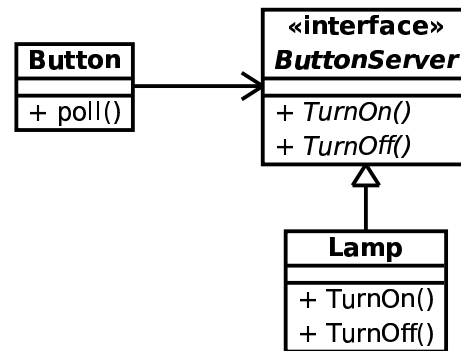 Button
+ poll()
«interface»
ButtonServer
+ TurnOn()
+ TurnOff()
Lamp
+ TurnOn()
+ TurnOff()